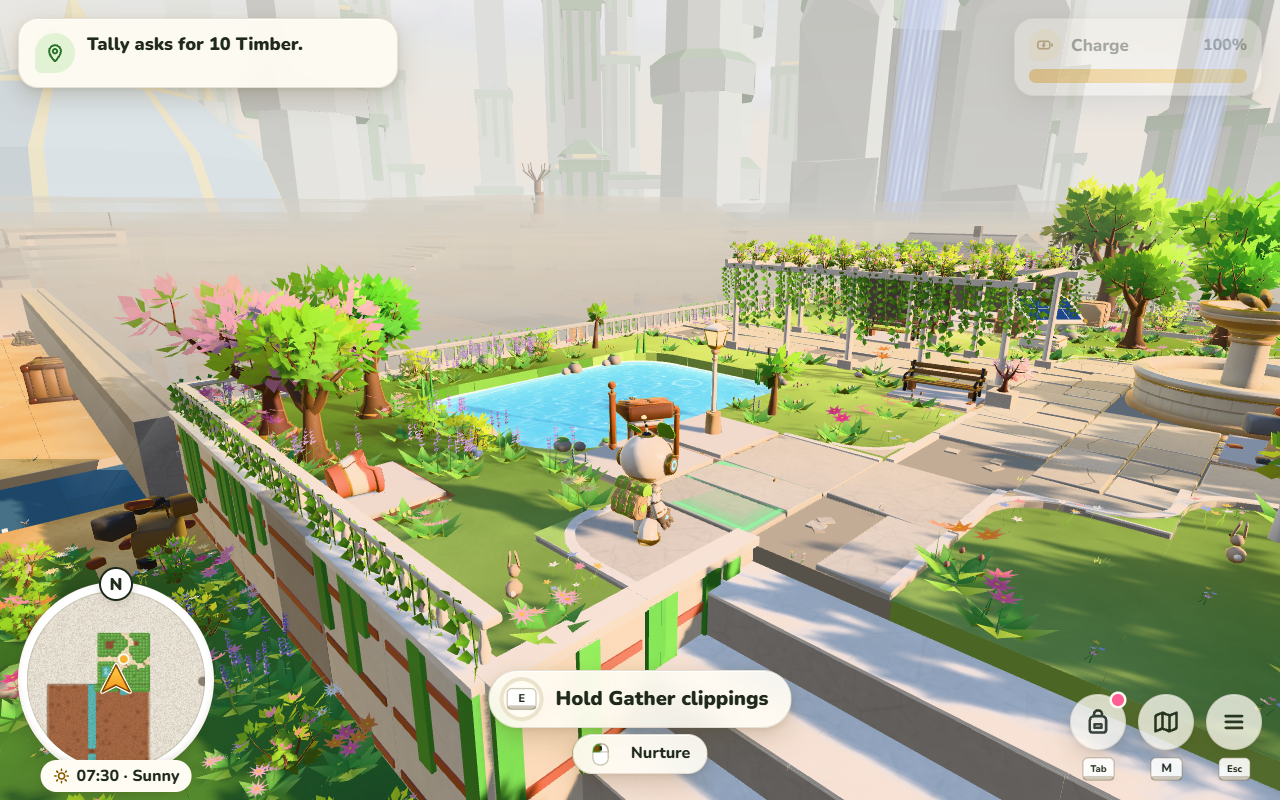 Tally asks for 10 Timber.
Charge 100%
E Hold Gather clippings
Nurture
N
07:30 · Sunny
Tab M Esc